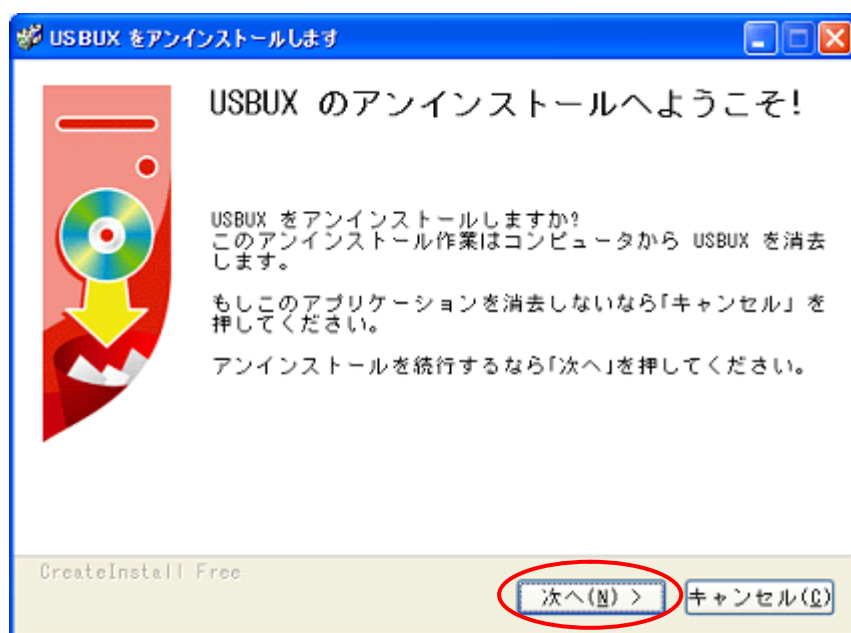 USBUX をアンインストールします
USBUX のアンインストールへようこそ!
USBUX をアンインストールしますか?
このアンインストール作業はコンピュータから USBUX を消去
します。
もしこのアプリケーションを消去しないなら「キャンセル」を
押してください。
アンインストールを続行するなら「次へ」を押してください。
CreateInstall Free
次へ(N) >
キャンセル(C)